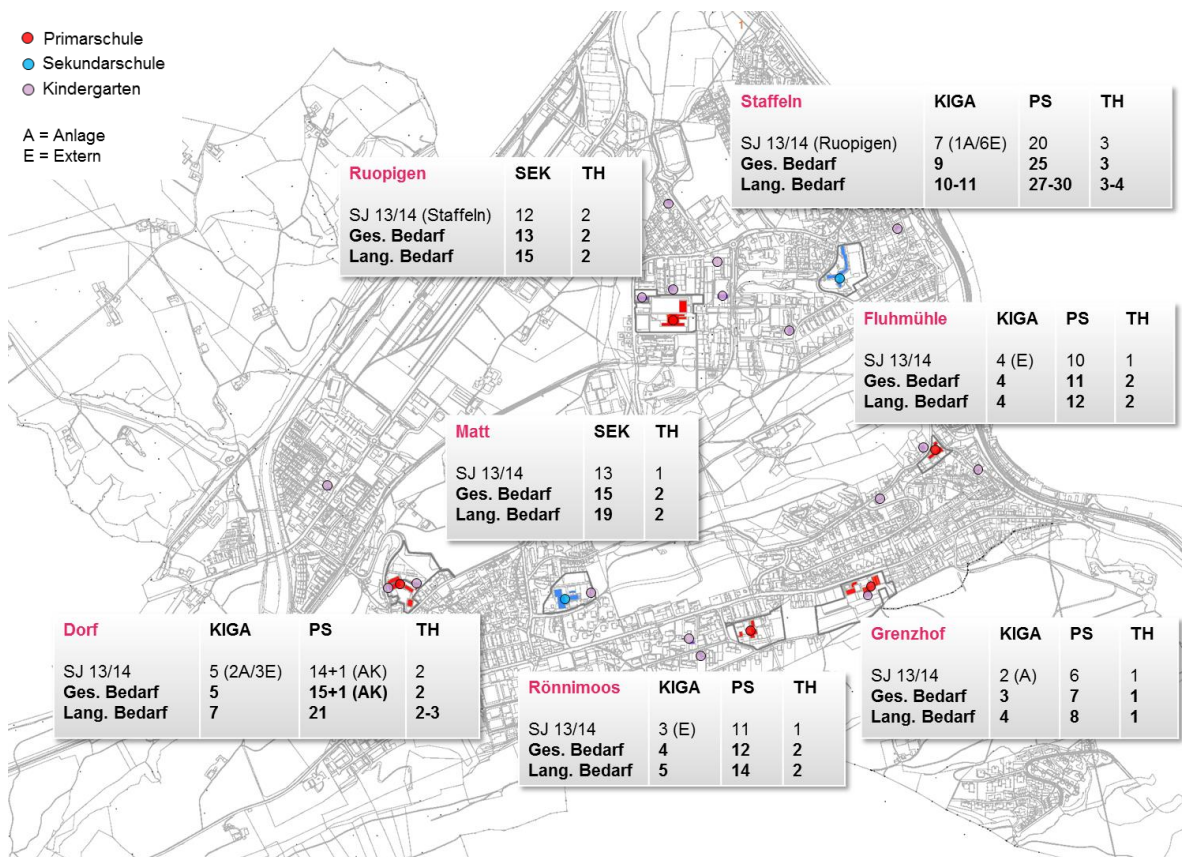 Primarschule
Sekundarschule
Kindergarten
A = Anlage
E = Extern
1
Staffeln KIGA PS TH
SJ 13/14 (Ruopigen) 7 (1A/6E) 20 3
Ges. Bedarf 9 25 3
Lang. Bedarf 10-11 27-30 3-4
Ruopigen SEK TH
SJ 13/14 (Staffeln) 12 2
Ges. Bedarf 13 2
Lang. Bedarf 15 2
Fluhmühle KIGA PS TH
SJ 13/14 4 (E) 10 1
Ges. Bedarf 4 11 2
Lang. Bedarf 4 12 2
Matt SEK TH
SJ 13/14 13 1
Ges. Bedarf 15 2
Lang. Bedarf 19 2
Dorf KIGA PS TH
SJ 13/14 5 (2A/3E) 14+1 (AK) 2
Ges. Bedarf 5 15+1 (AK) 2
Lang. Bedarf 7 21 2-3
Rönnimoos KIGA PS TH
SJ 13/14 3 (E) 11 1
Ges. Bedarf 4 12 2
Lang. Bedarf 5 14 2
Grenzhof KIGA PS TH
SJ 13/14 2 (A) 6 1
Ges. Bedarf 3 7 1
Lang. Bedarf 4 8 1